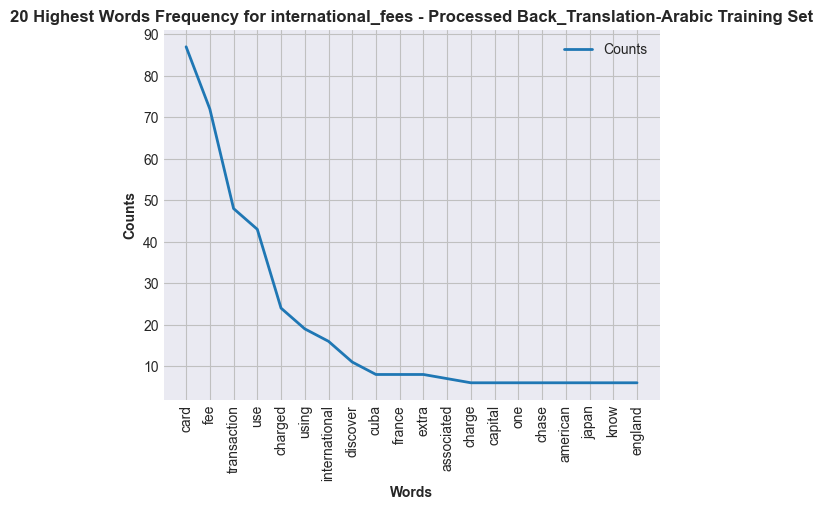 20 Highest Words Frequency for international_fees - Processed Back_Translation-Arabic Training Set
Counts
90
80
70
60
50
40
30
20
10
Counts
card
fee
transaction
use
charged
using
international
discover
cuba
france
extra
associated
charge
capital
one
chase
american
japan
know
england
Words